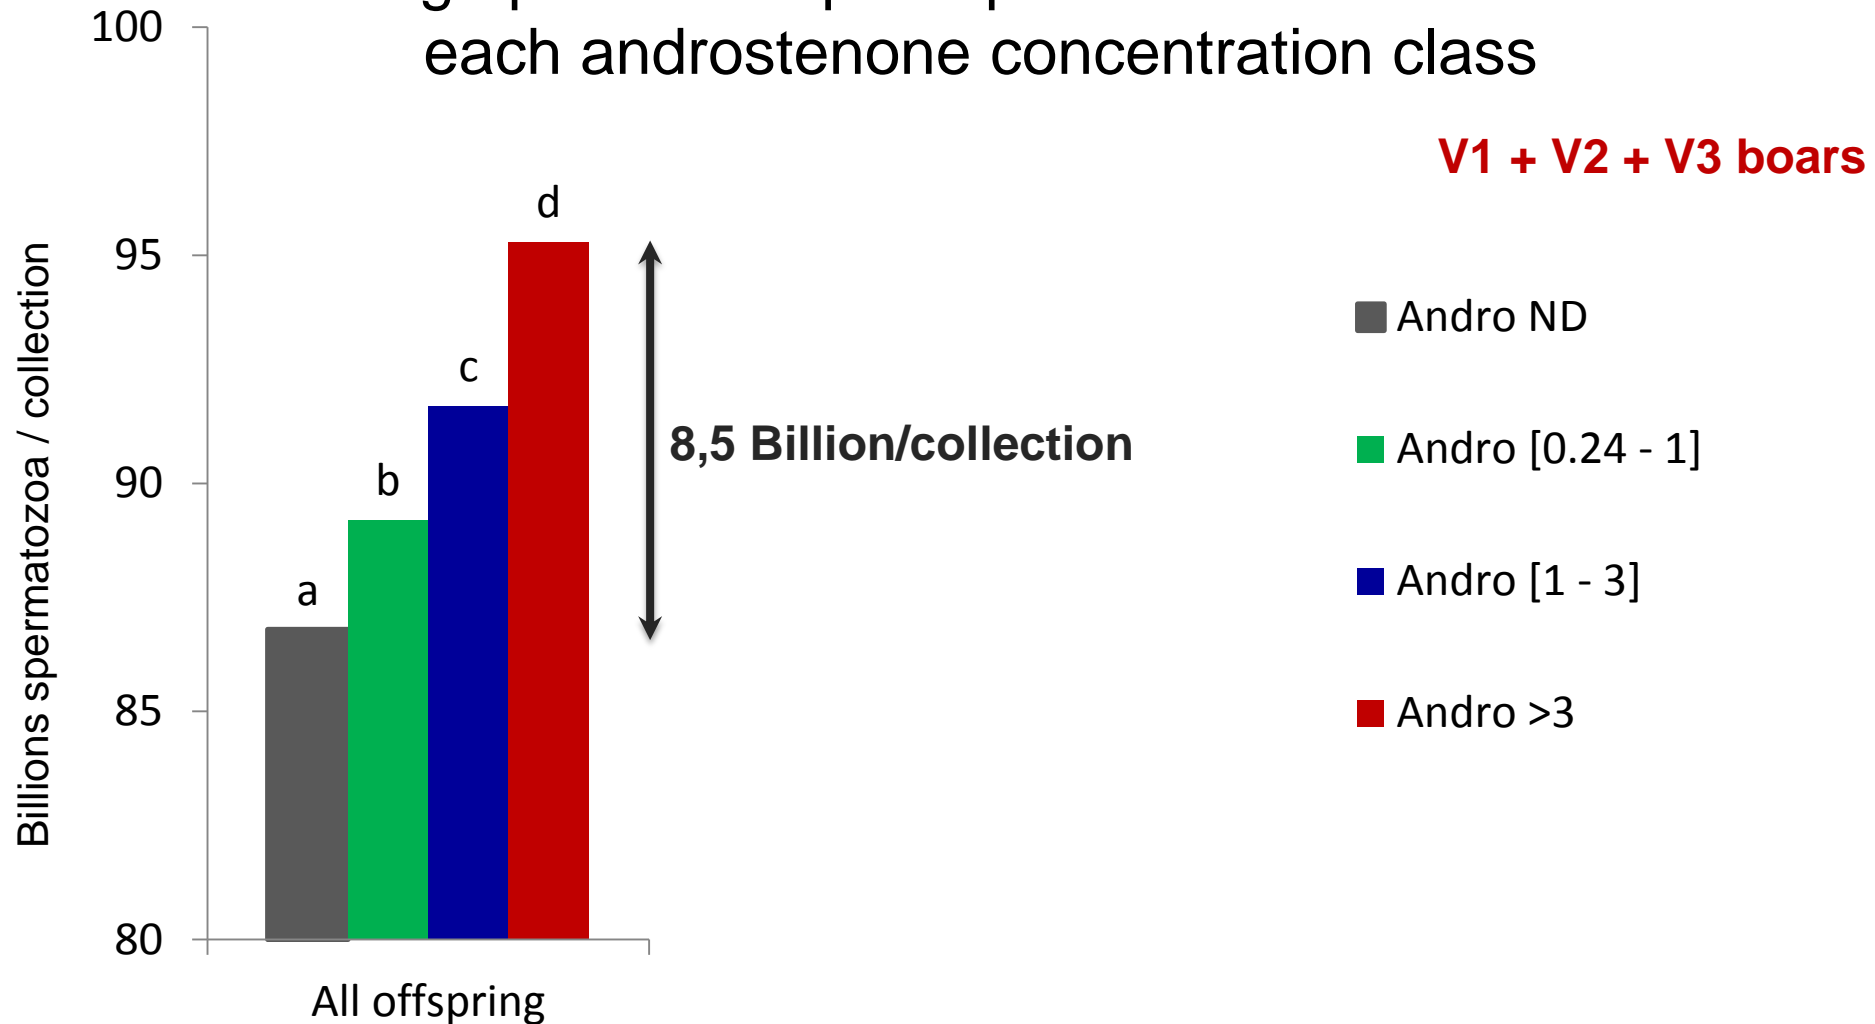 each androstenone concentration class
V1 + V2 + V3 boars
100
95
90
85
80
Billions spermatozoa / collection
a
b
c
d
8,5 Billion/collection
Andro ND
Andro [0.24 - 1]
Andro [1 - 3]
Andro >3
All offspring